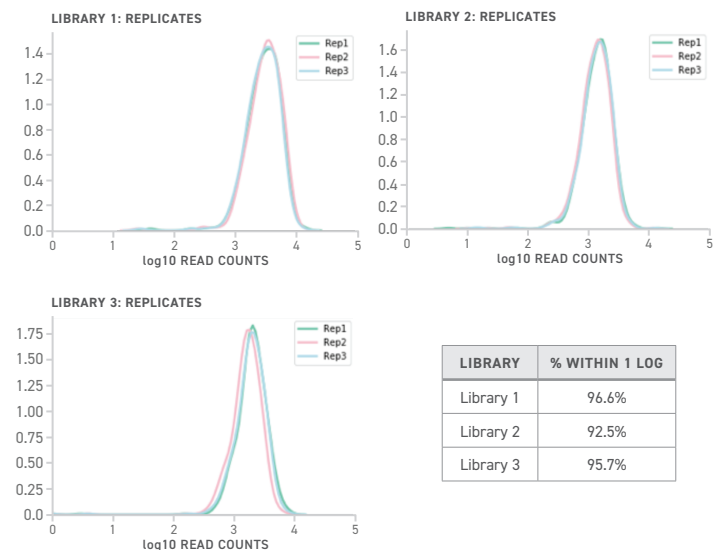 LIBRARY 1: REPLICATES
1.4
1.2
1.0
0.8
0.6
0.4
0.2
0.0
0 1 2 3 4 5
log10 READ COUNTS
Rep1
Rep2
Rep3
LIBRARY 2: REPLICATES
1.6
1.4
1.2
1.0
0.8
0.6
0.4
0.2
0.0
0 1 2 3 4 5
log10 READ COUNTS
Rep1
Rep2
Rep3
LIBRARY 3: REPLICATES
1.75
1.50
1.25
1.00
0.75
0.50
0.25
0.0
0 1 2 3 4 5
log10 READ COUNTS
Rep1
Rep2
Rep3
LIBRARY % WITHIN 1 LOG
Library 1 96.6%
Library 2 92.5%
Library 3 95.7%